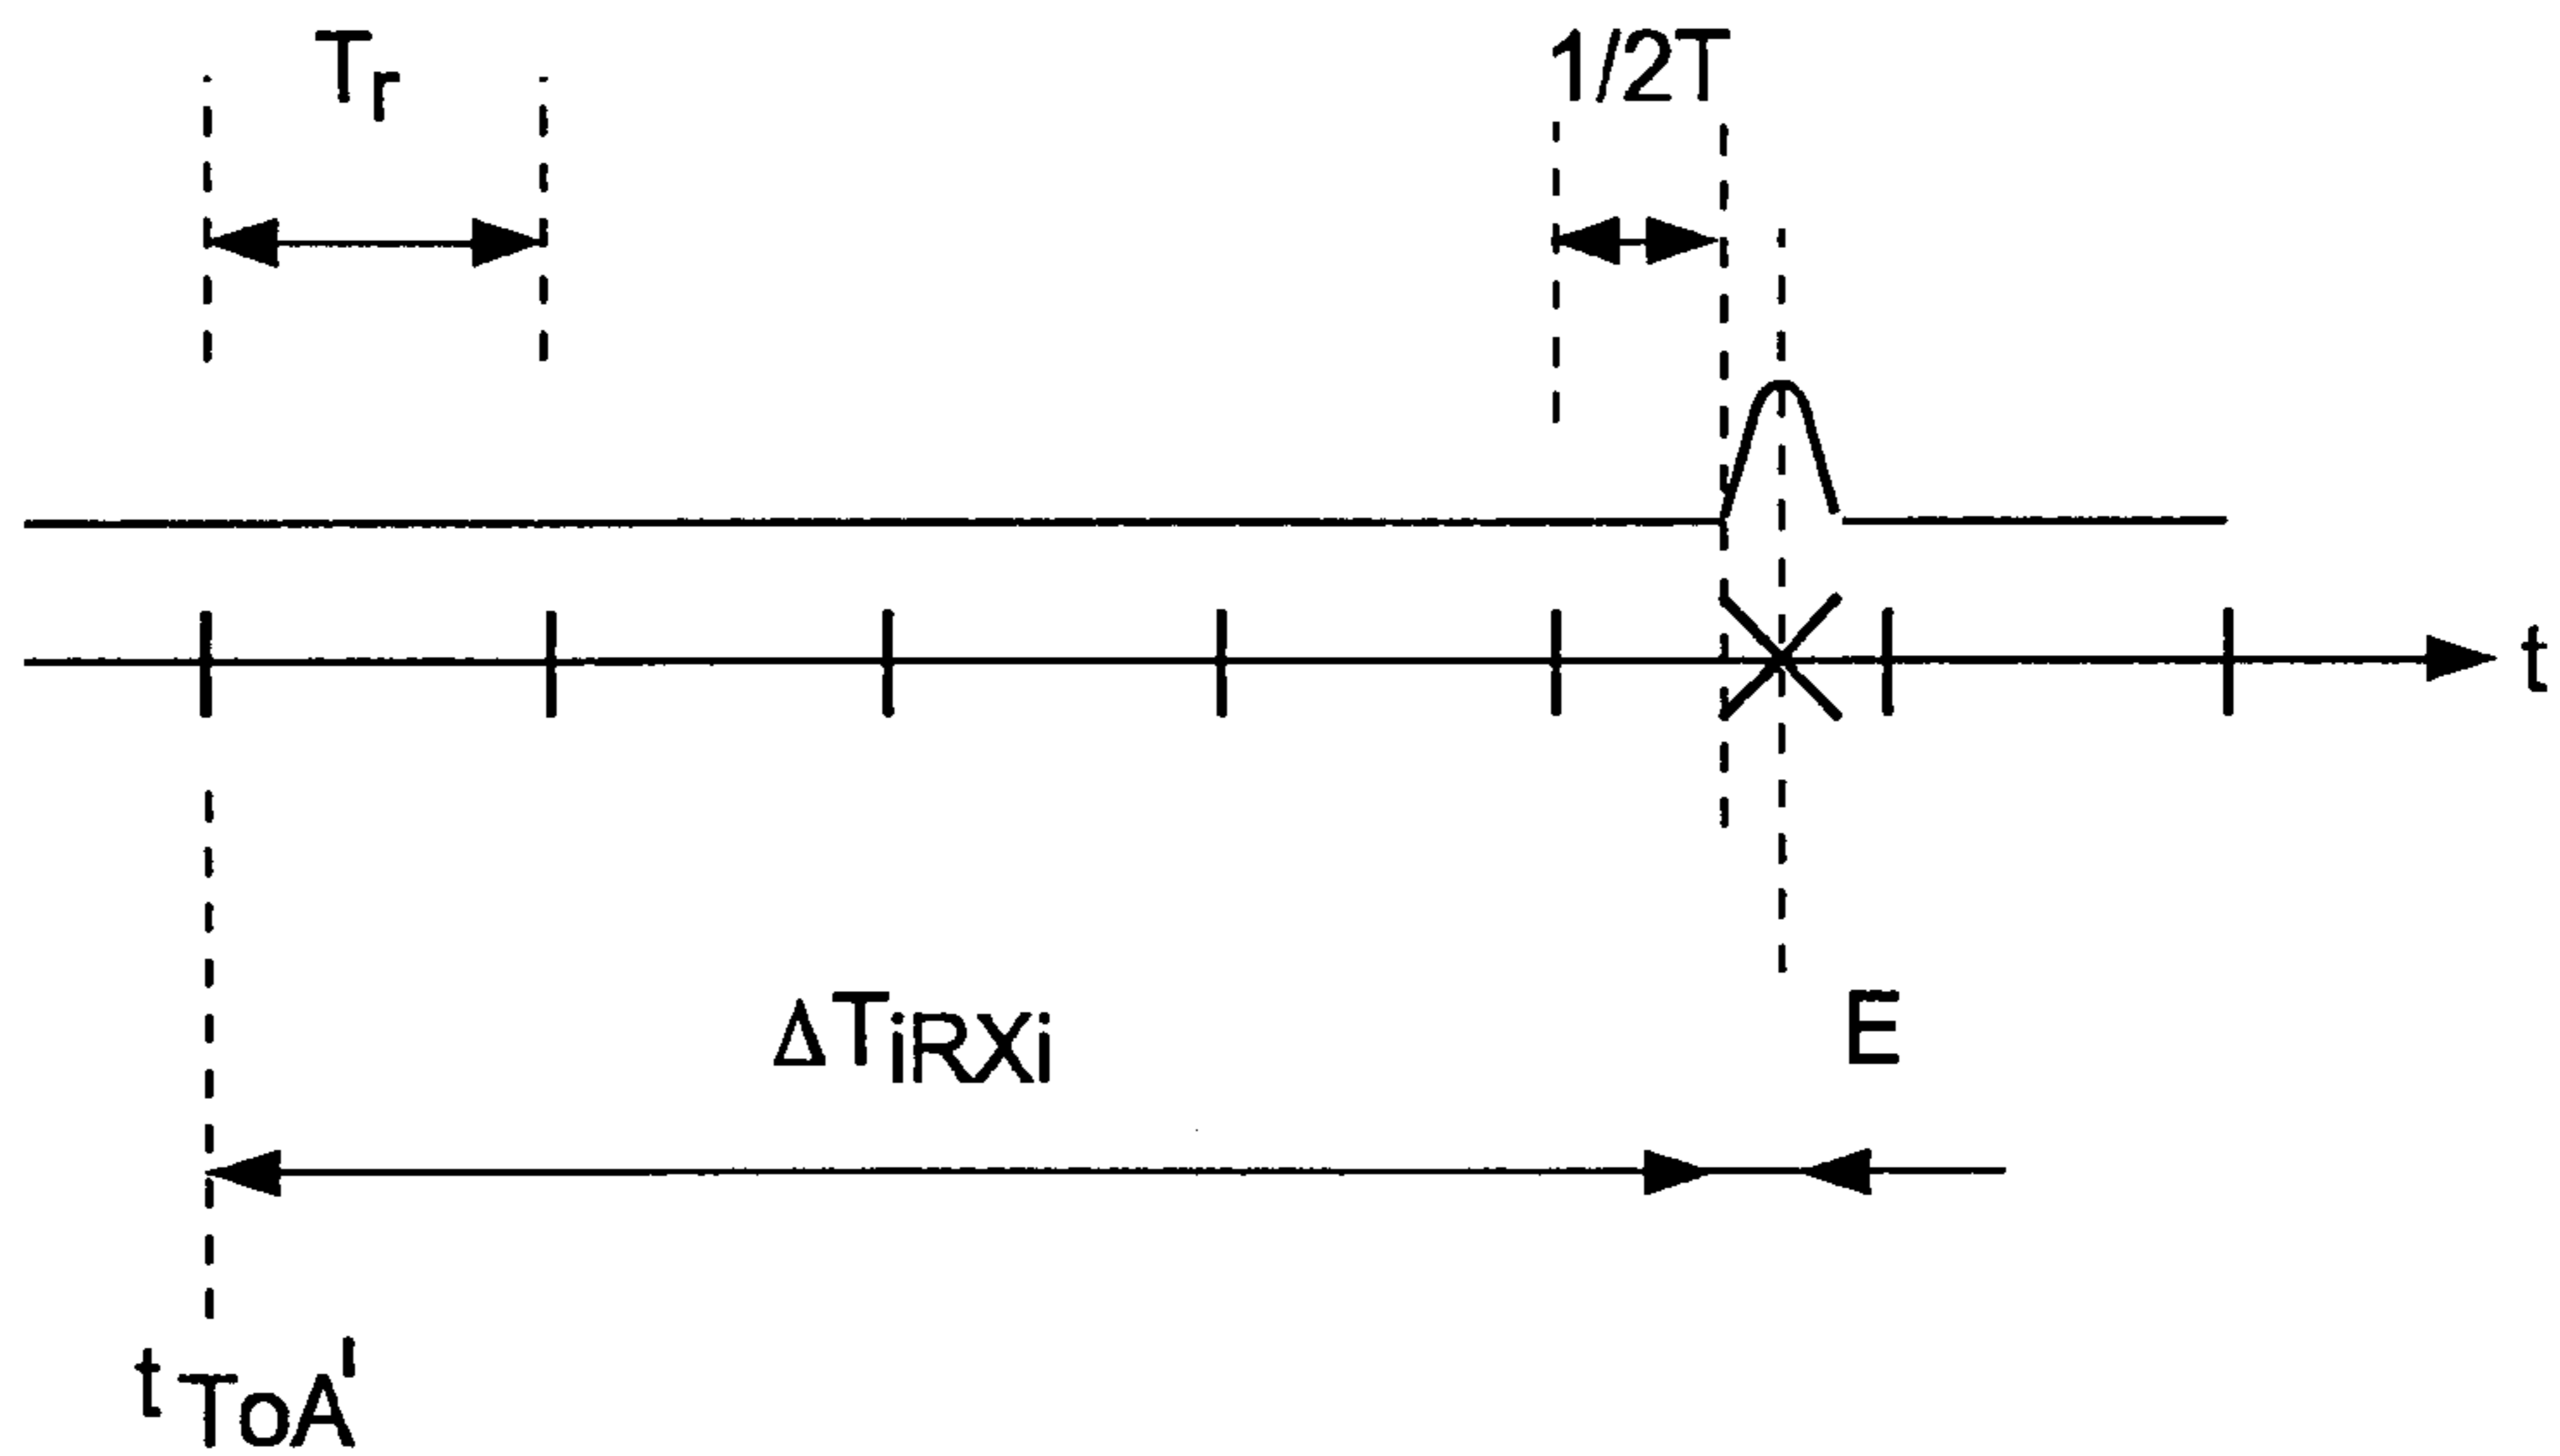 Tr
1/2T
t
ΔTiRXi
E
tToA'